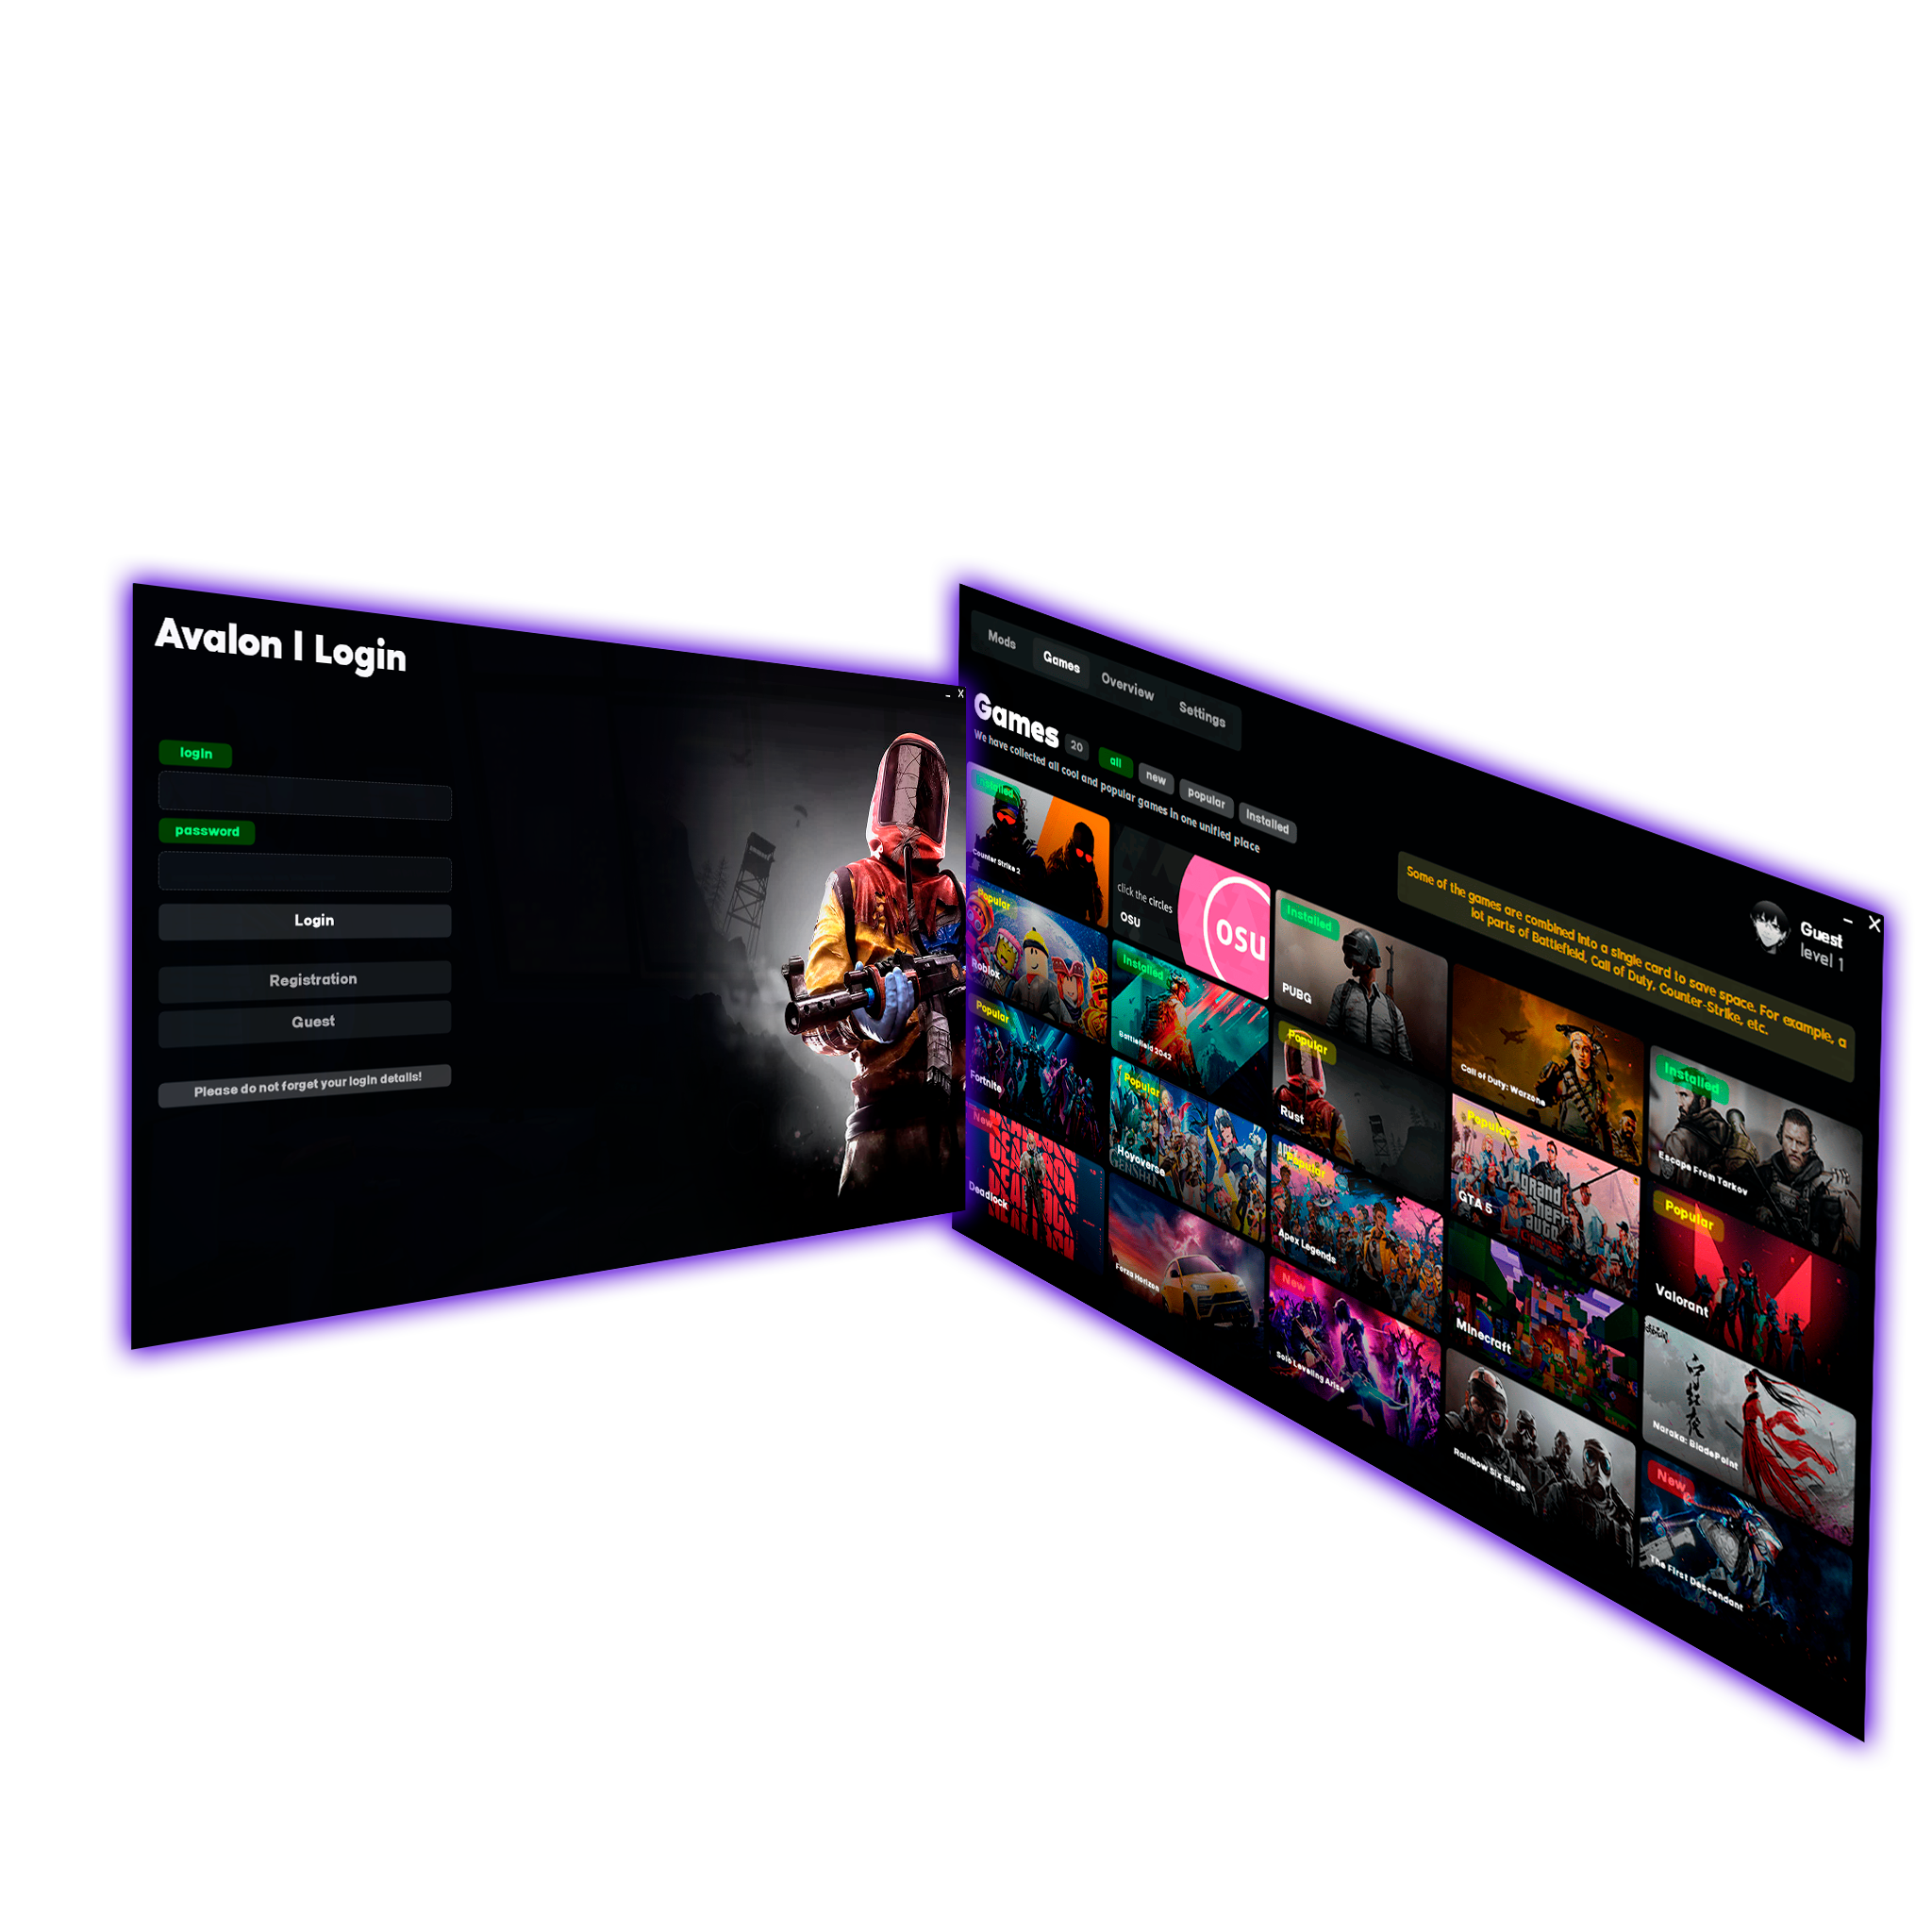 Avalon | Login
_ X
login
password
Login
Registration
Guest
Please do not forget your login details!
Mods
Games
Overview
Settings
Games 20 all new popular installed
We have collected all cool and popular games in one unified place
Some of the games are combined into a single card to save space. For example, a
lot parts of Battlefield, Call of Duty, Counter-Strike, etc.
– X
Guest
level 1
Installed
Counter Strike 2
click the circles
OSU
osu
Installed
PUBG
Call of Duty: Warzone
Installed
Escape From Tarkov
Popular
Roblox
Installed
Battlefield 2042
Popular
Rust
Popular
GTA 5
grand
theft
auto
Popular
Valorant
Popular
Fortnite
Popular
Hoyoverse
Popular
Apex Legends
Minecraft
Naraka: BladePoint
New
Deadlock
Forza Horizon
New
Solo Leveling Arise
Rainbow Six Siege
New
The First Descendant